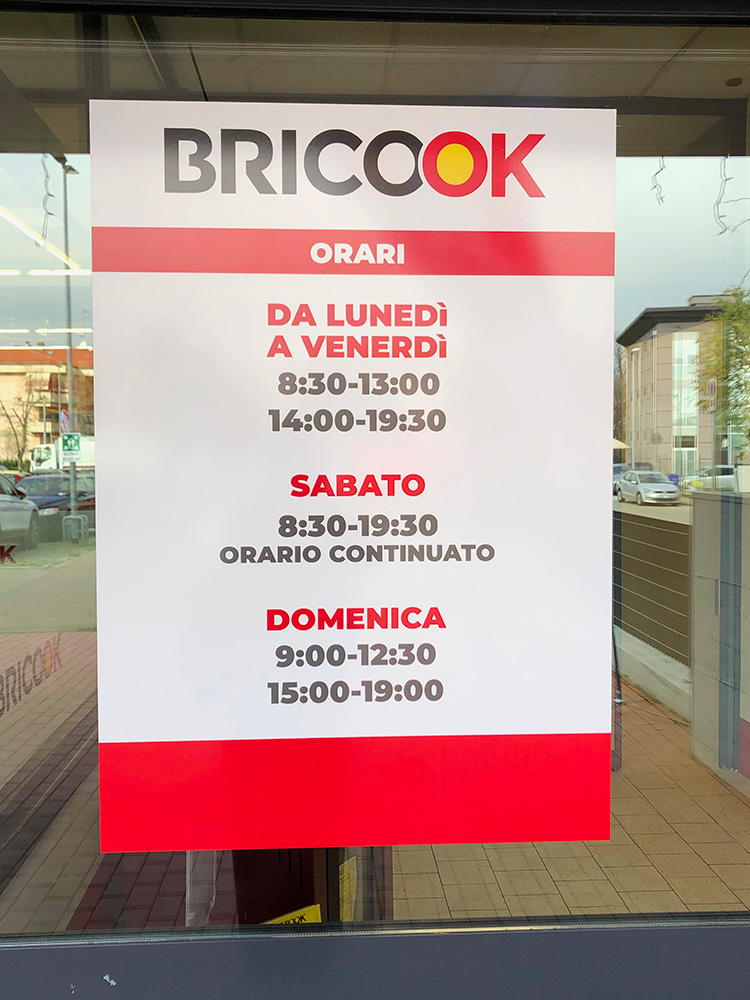 BRICOOK
ORARI
DA LUNEDì
A VENERDì
8:30-13:00
14:00-19:30
SABATO
8:30-19:30
ORARIO CONTINUATO
DOMENICA
9:00-12:30
15:00-19:00
BRICOOK